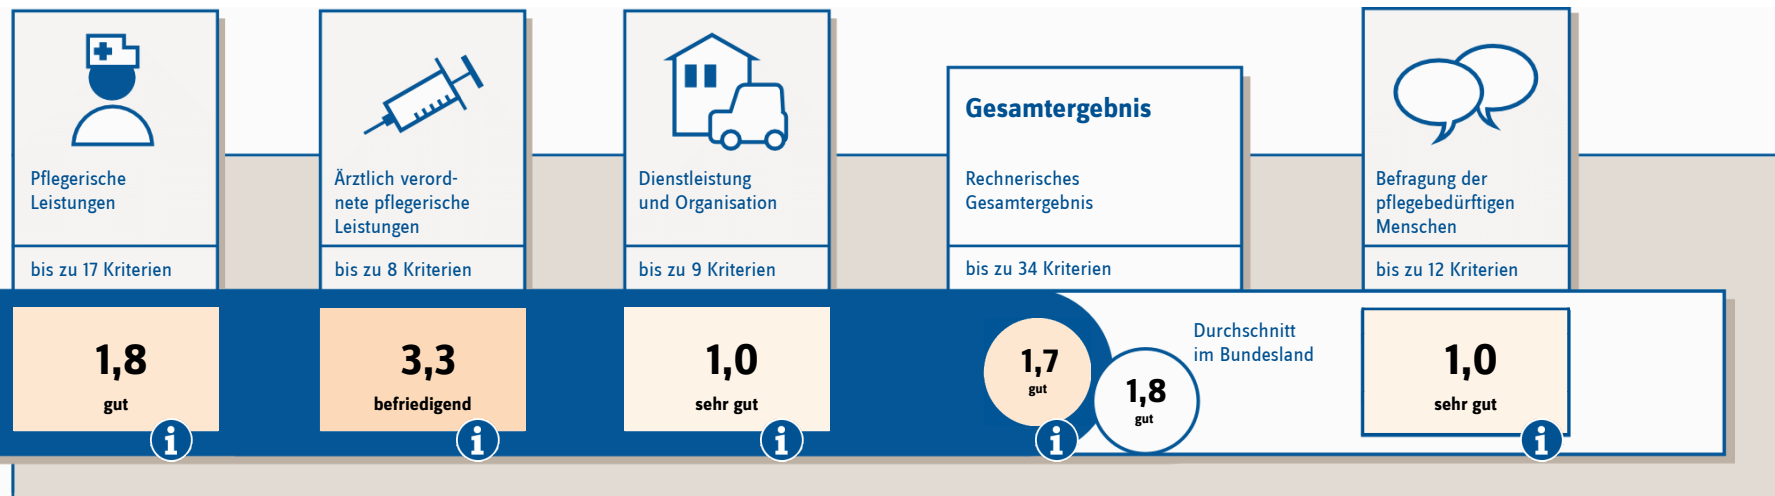 Pflegerische
Leistungen
bis zu 17 Kriterien
1,8
gut
i
Ärztlich verord-
nete pflegerische
Leistungen
bis zu 8 Kriterien
3,3
befriedigend
i
Dienstleistung
und Organisation
bis zu 9 Kriterien
1,0
sehr gut
i
Gesamtergebnis
Rechnerisches
Gesamtergebnis
bis zu 34 Kriterien
1,7
gut
i
Durchschnitt
im Bundesland
1,8
gut
Befragung der
pflegebedürftigen
Menschen
bis zu 12 Kriterien
1,0
sehr gut
i